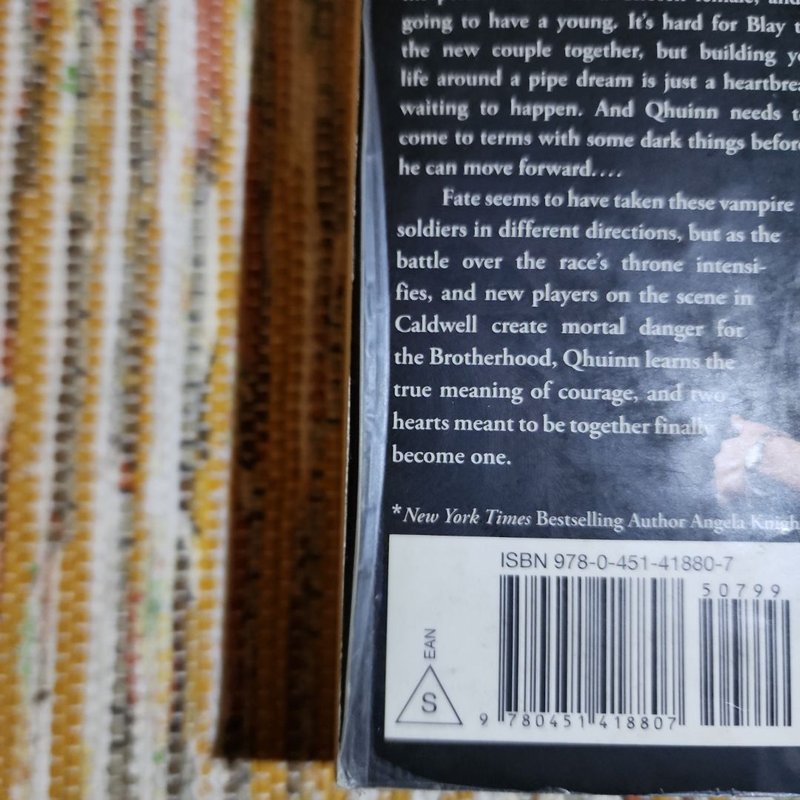 going to have a young. It's hard for Blay
the new couple together, but building
life around a pipe dream is just a
waiting to happen. And Qhuinn needs
come to terms with some dark things before
he can move forward....
Fate seems to have taken these vampire
soldiers in different directions, but as the
battle over the race's throne intensi-
fies, and new players on the scene in
Caldwell create mortal danger for
the Brotherhood, Qhuinn learns the
true meaning of courage, and two
hearts meant to be together finally
become one.
*New York Times Bestselling Author Angela Knigh
ISBN 978-0-451-41880-7
50799
EAN
S
9 780451 418807